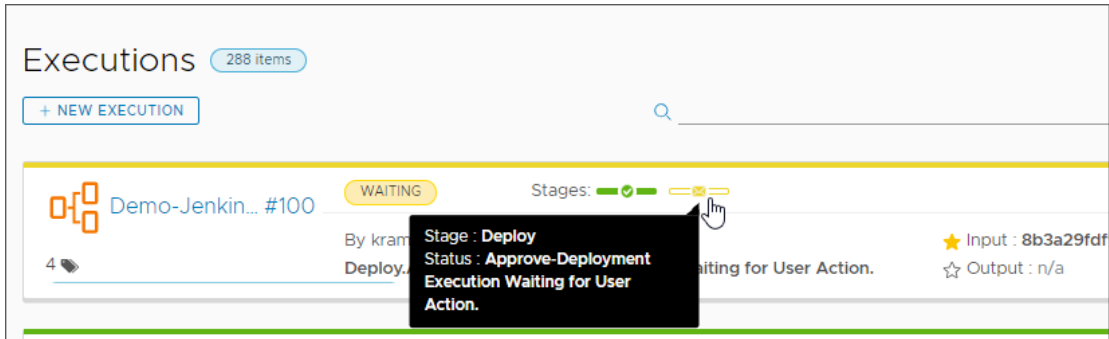 Executions 288 items
+ NEW EXECUTION
Demo-Jenkin... #100 WAITING Stages:
By kram
Input : 8b3a29fdf
4 Deploy. aiting for User Action. Output : n/a
Stage : Deploy
Status : Approve-Deployment
Execution Waiting for User
Action.